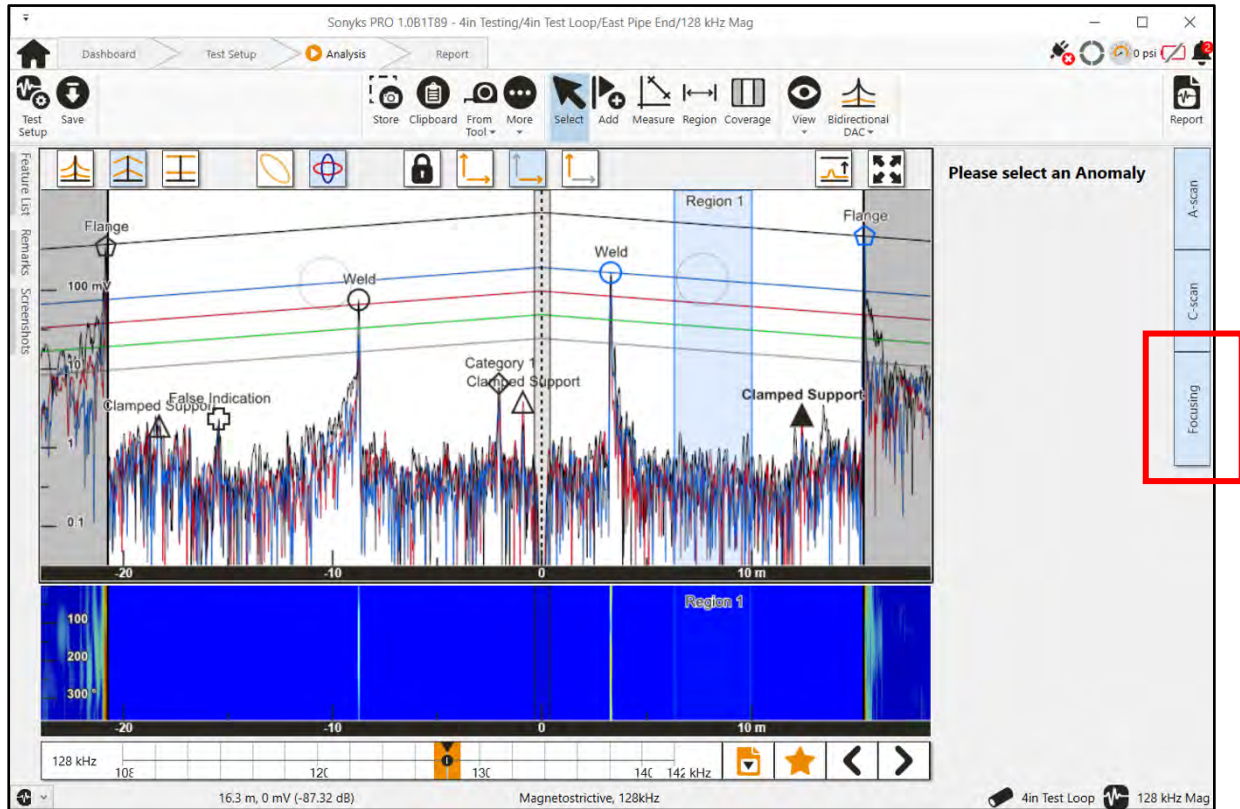 Sonyks PRO 1.0B1T89 - 4in Testing/4in Test Loop/East Pipe End/128 kHz Mag
Dashboard
Test Setup
Analysis
Report
0 psi
2
Test Setup
Save
Store
Clipboard
From Tool
More
Select
Add
Measure
Region
Coverage
View
Bidirectional DAC
Report
Feature List
Remarks
Screenshots
Please select an Anomaly
A-scan
C-scan
Focusing
Region 1
Flange
Flange
Weld
Weld
100 mV
10
Category 1
Clamped Support
Clamped Support
False Indication
Clamped Support
1
0.1
-20
-10
0
10 m
Region 1
100
200
300 °
-20
-10
0
10 m
128 kHz
142 kHz
16.3 m, 0 mV (-87.32 dB)
Magnetostrictive, 128kHz
4in Test Loop
128 kHz Mag